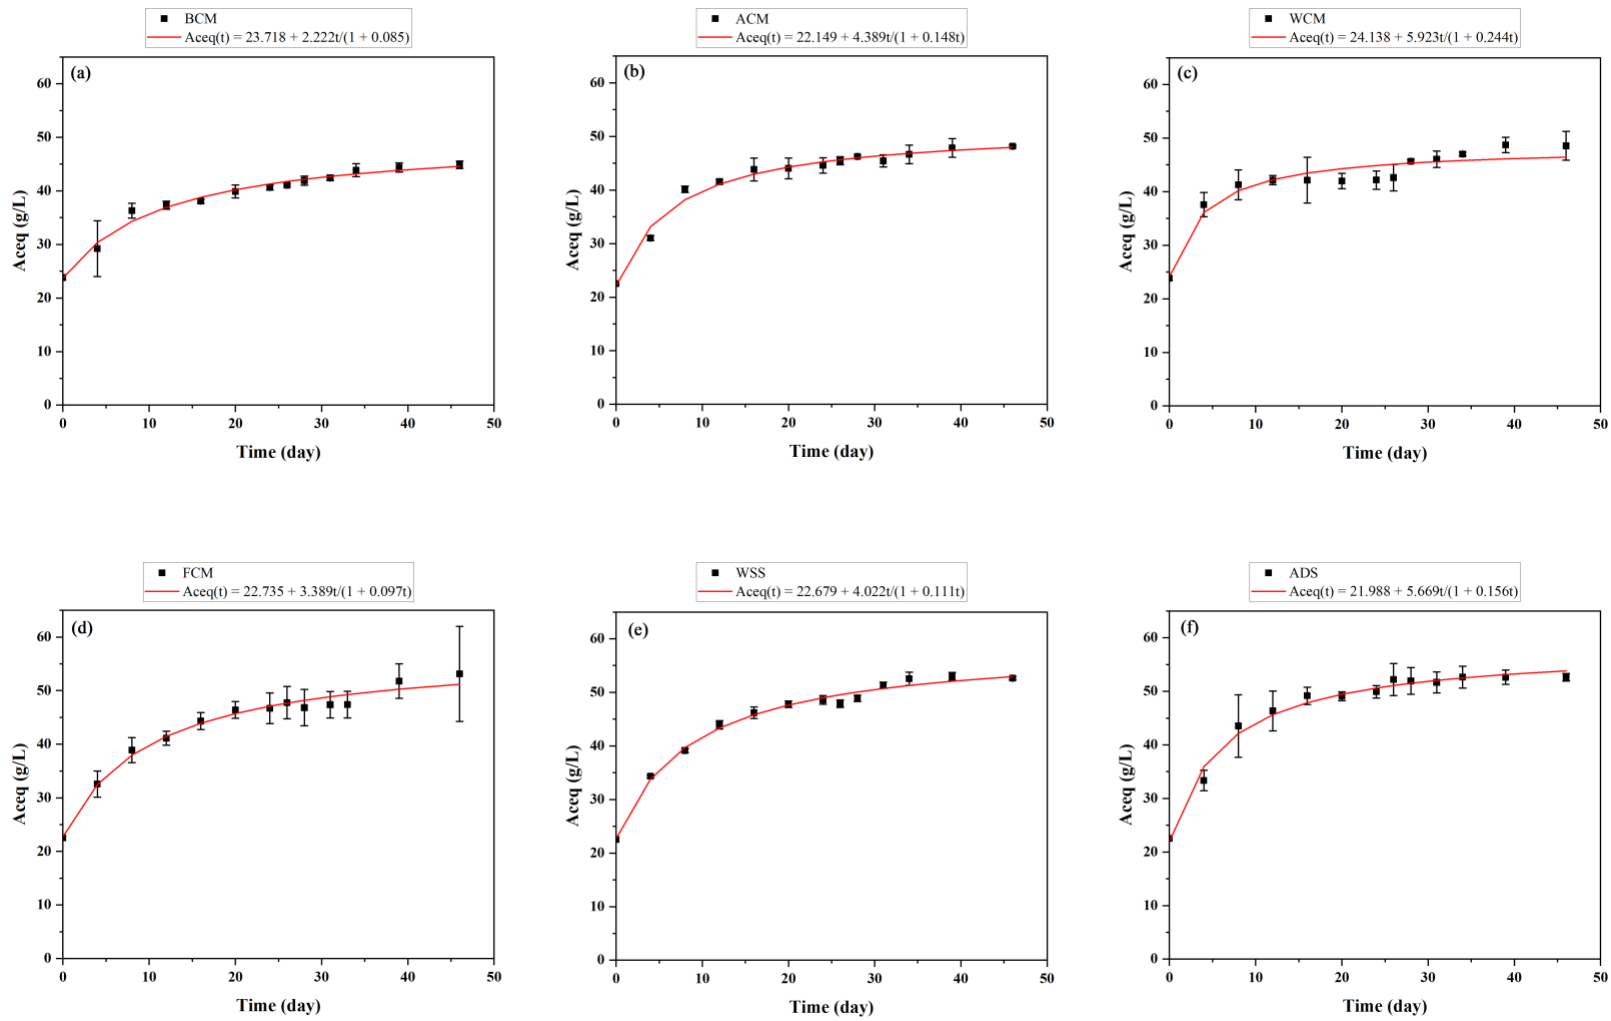 BCM
Aceq(t) = 23.718 + 2.222t/(1 + 0.085)
(a)
60
50
40
30
20
10
0
Aceq (g/L)
0 10 20 30 40 50
Time (day)
ACM
Aceq(t) = 22.149 + 4.389t/(1 + 0.148t)
(b)
60
50
40
30
20
10
0
Aceq (g/L)
0 10 20 30 40 50
Time (day)
WCM
Aceq(t) = 24.138 + 5.923t/(1 + 0.244t)
(c)
60
50
40
30
20
10
0
Aceq (g/L)
0 10 20 30 40 50
Time (day)
FCM
Aceq(t) = 22.735 + 3.389t/(1 + 0.097t)
(d)
60
50
40
30
20
10
0
Aceq (g/L)
0 10 20 30 40 50
Time (day)
WSS
Aceq(t) = 22.679 + 4.022t/(1 + 0.111t)
(e)
60
50
40
30
20
10
0
Aceq (g/L)
0 10 20 30 40 50
Time (day)
ADS
Aceq(t) = 21.988 + 5.669t/(1 + 0.156t)
(f)
60
50
40
30
20
10
0
Aceq (g/L)
0 10 20 30 40 50
Time (day)